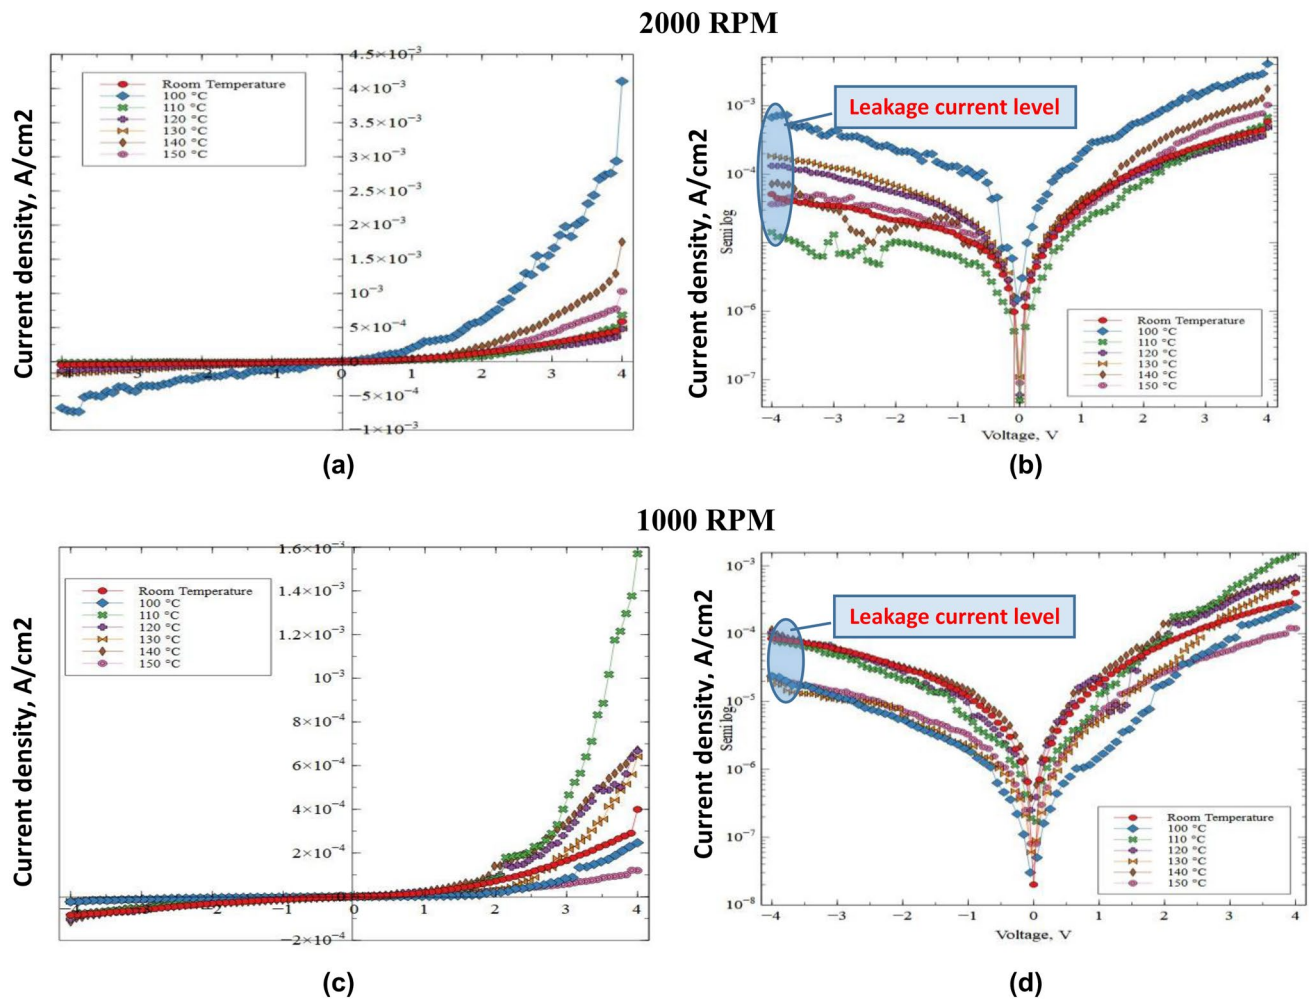 2000 RPM
(a)
Current density, A/cm2
Room Temperature
100 °C
110 °C
120 °C
130 °C
140 °C
150 °C
4.5×10⁻³
4×10⁻³
3.5×10⁻³
3×10⁻³
2.5×10⁻³
2×10⁻³
1.5×10⁻³
10⁻³
5×10⁻⁴
0
−5×10⁻⁴
−1×10⁻³
−4 −3 −2 −1 0 1 2 3 4
(b)
Current density, A/cm2
Semi log
Leakage current level
10⁻³
10⁻⁴
10⁻⁶
10⁻⁷
Room Temperature
100 °C
110 °C
120 °C
130 °C
140 °C
150 °C
−4 −3 −2 −1 0 1 2 3 4
Voltage, V
1000 RPM
(c)
Current density, A/cm2
Room Temperature
100 °C
110 °C
120 °C
130 °C
140 °C
150 °C
1.6×10⁻³
1.4×10⁻³
1.2×10⁻³
10⁻³
8×10⁻⁴
6×10⁻⁴
4×10⁻⁴
2×10⁻⁴
0
−2×10⁻⁴
−4 −3 −2 −1 0 1 2 3 4
(d)
Current density, A/cm2
Semi log
Leakage current level
10⁻³
10⁻⁴
10⁻⁵
10⁻⁶
10⁻⁷
10⁻⁸
Room Temperature
100 °C
110 °C
120 °C
130 °C
140 °C
150 °C
−4 −3 −2 −1 0 1 2 3 4
Voltage, V